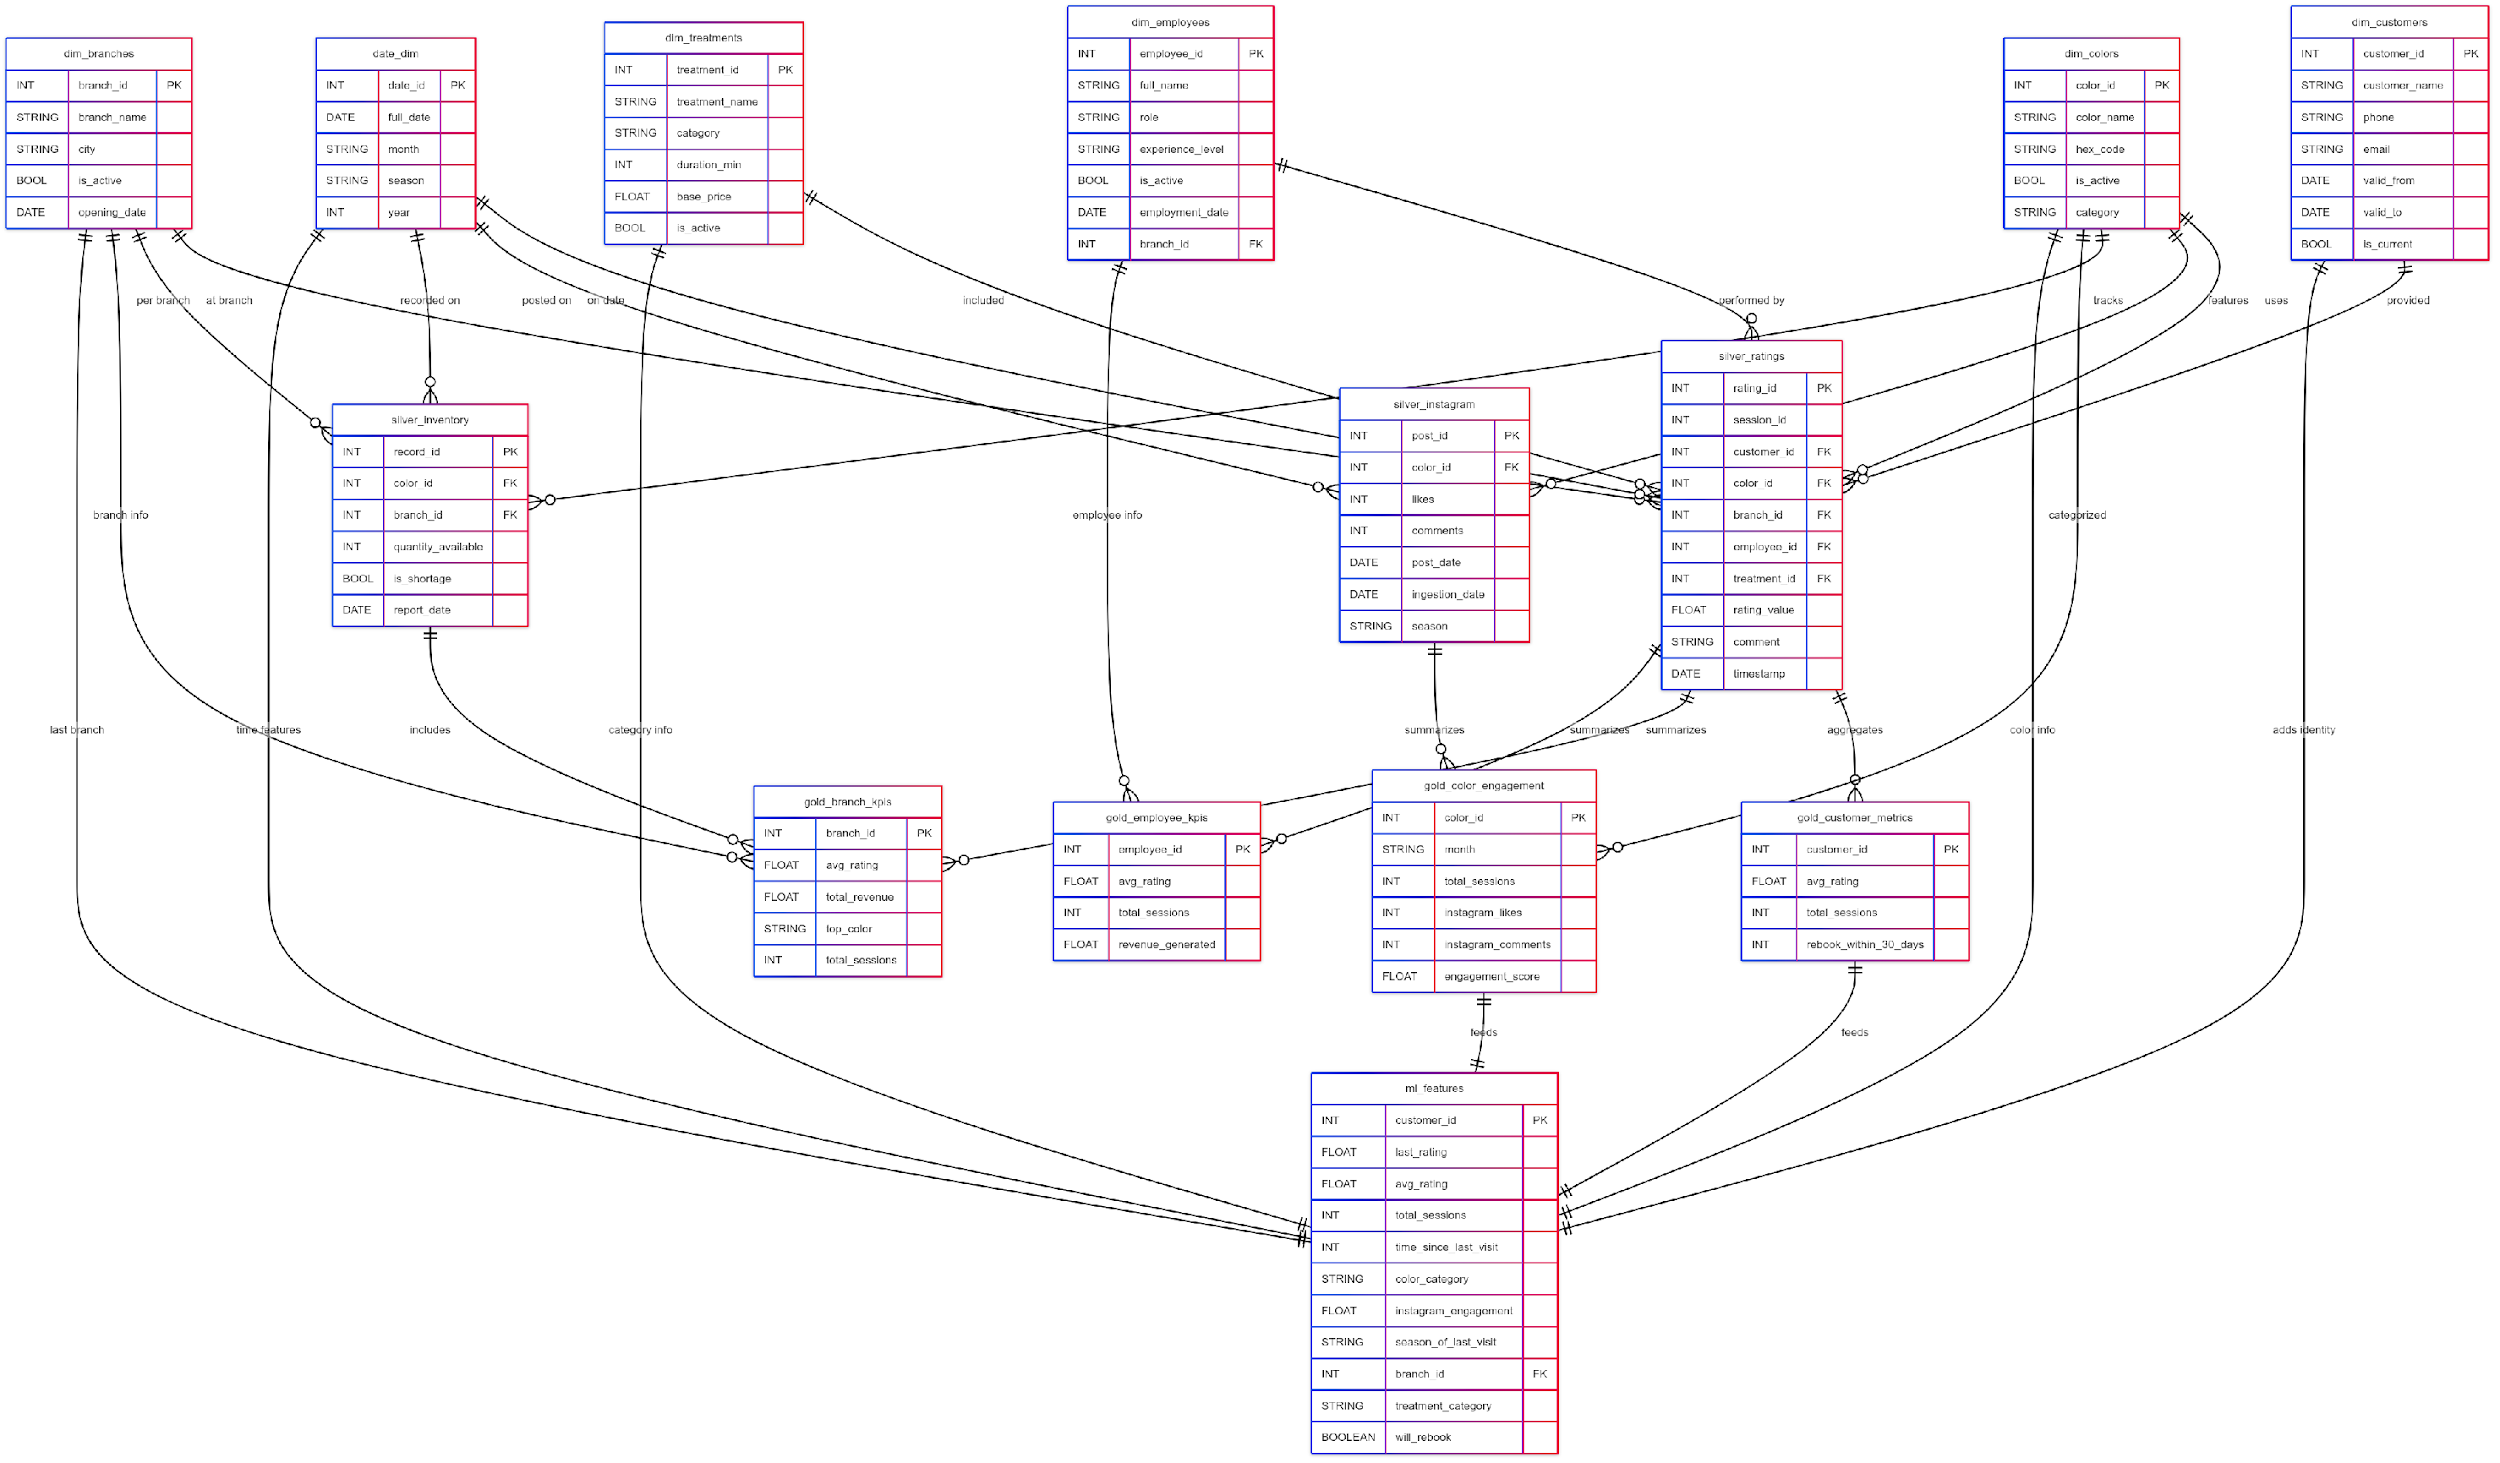 dim_branches
INT branch_id PK
STRING branch_name
STRING city
BOOL is_active
DATE opening_date
date_dim
INT date_id PK
DATE full_date
STRING month
STRING season
INT year
dim_treatments
INT treatment_id PK
STRING treatment_name
STRING category
INT duration_min
FLOAT base_price
BOOL is_active
dim_employees
INT employee_id PK
STRING full_name
STRING role
STRING experience_level
BOOL is_active
DATE employment_date
INT branch_id FK
dim_colors
INT color_id PK
STRING color_name
STRING hex_code
BOOL is_active
STRING category
dim_customers
INT customer_id PK
STRING customer_name
STRING phone
STRING email
DATE valid_from
DATE valid_to
BOOL is_current
per branch
at branch
recorded on
posted on
on date
included
performed by
tracks
features
uses
provided
silver_inventory
INT record_id PK
INT color_id FK
INT branch_id FK
INT quantity_available
BOOL is_shortage
DATE report_date
silver_instagram
INT post_id PK
INT color_id FK
INT likes
INT comments
DATE post_date
DATE ingestion_date
STRING season
silver_ratings
INT rating_id PK
INT session_id
INT customer_id FK
INT color_id FK
INT branch_id FK
INT employee_id FK
INT treatment_id FK
FLOAT rating_value
STRING comment
DATE timestamp
branch info
employee info
categorized
last branch
time features
includes
category info
summarizes
summarizes
summarizes
aggregates
color info
adds identity
gold_branch_kpis
INT branch_id PK
FLOAT avg_rating
FLOAT total_revenue
STRING top_color
INT total_sessions
gold_employee_kpis
INT employee_id PK
FLOAT avg_rating
INT total_sessions
FLOAT revenue_generated
gold_color_engagement
INT color_id PK
STRING month
INT total_sessions
INT instagram_likes
INT instagram_comments
FLOAT engagement_score
gold_customer_metrics
INT customer_id PK
FLOAT avg_rating
INT total_sessions
INT rebook_within_30_days
feeds
feeds
ml_features
INT customer_id PK
FLOAT last_rating
FLOAT avg_rating
INT total_sessions
INT time_since_last_visit
STRING color_category
FLOAT instagram_engagement
STRING season_of_last_visit
INT branch_id FK
STRING treatment_category
BOOLEAN will_rebook